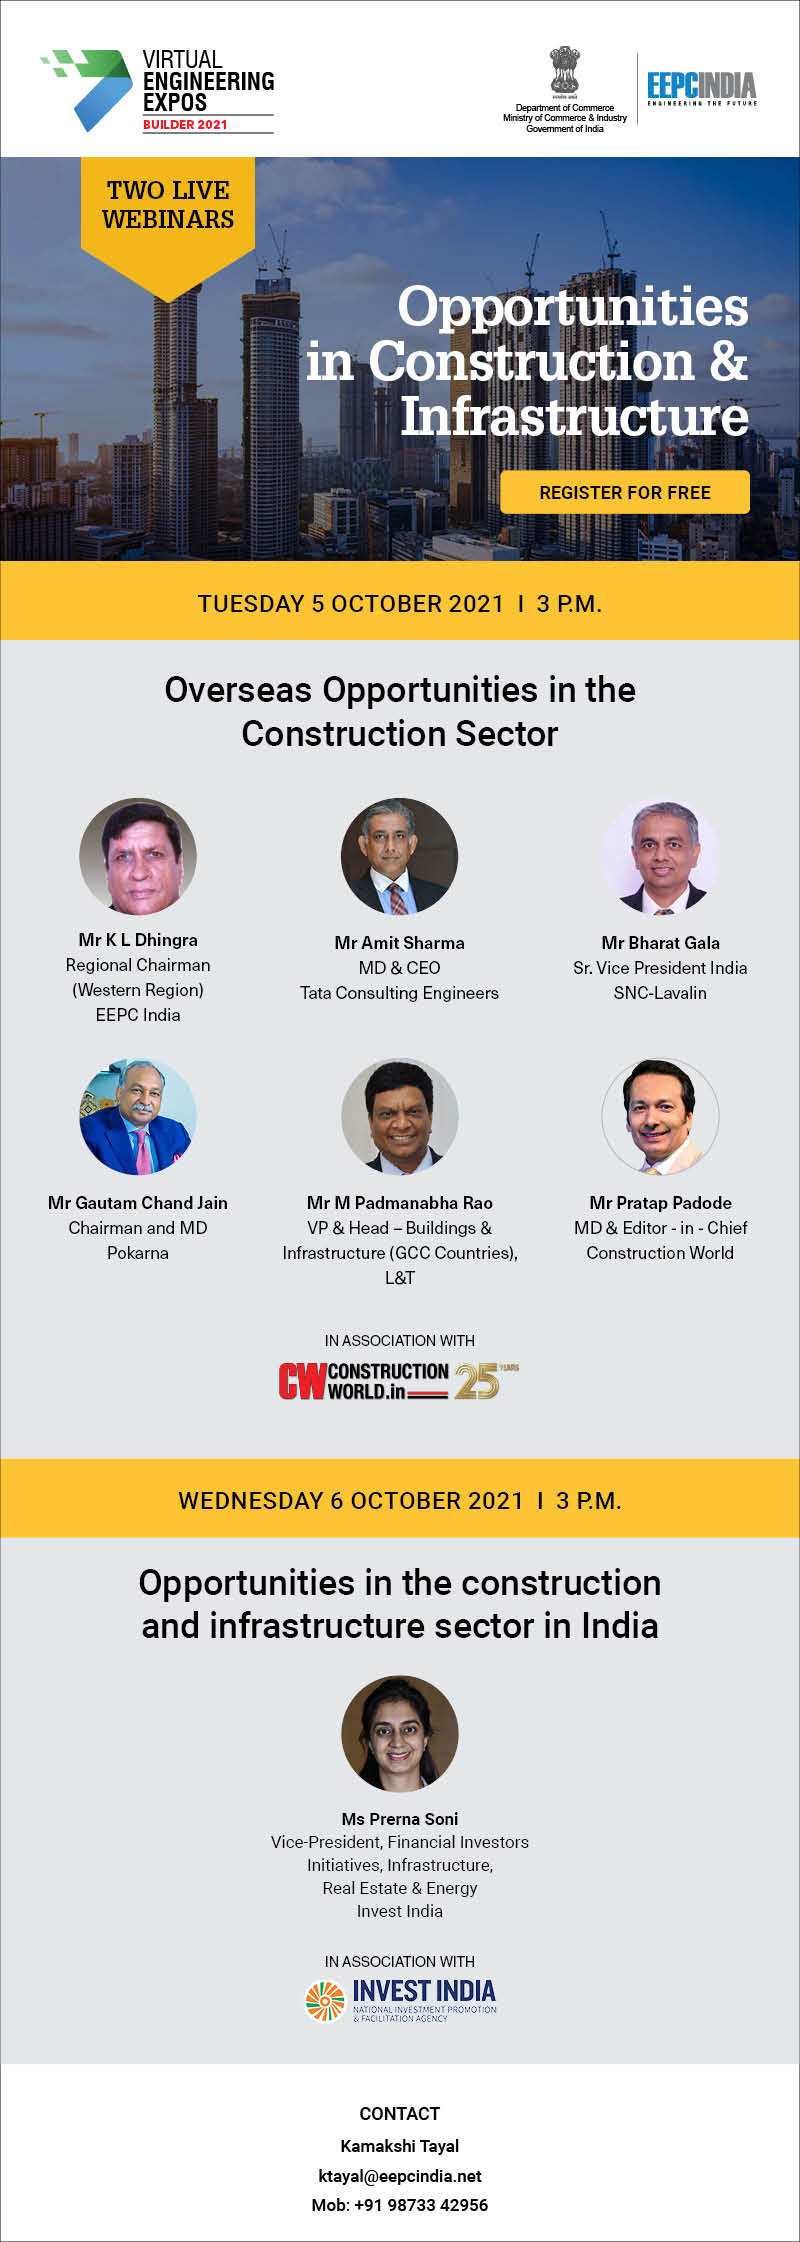 VIRTUAL
ENGINEERING
EXPOS
BUILDER 2021
Department of Commerce
Ministry of Commerce & Industry
Government of India
EEPCINDIA
ENGINEERING THE FUTURE
TWO LIVE
WEBINARS
Opportunities
in Construction &
Infrastructure
REGISTER FOR FREE
TUESDAY 5 OCTOBER 2021 I 3 P.M.
Overseas Opportunities in the
Construction Sector
Mr K L Dhingra
Regional Chairman
(Western Region)
EEPC India
Mr Amit Sharma
MD & CEO
Tata Consulting Engineers
Mr Bharat Gala
Sr. Vice President India
SNC-Lavalin
Mr Gautam Chand Jain
Chairman and MD
Pokarna
Mr M Padmanabha Rao
VP & Head – Buildings &
Infrastructure (GCC Countries),
L&T
Mr Pratap Padode
MD & Editor - in - Chief
Construction World
IN ASSOCIATION WITH
CW CONSTRUCTION
WORLD.in
25 YEARS
WEDNESDAY 6 OCTOBER 2021 I 3 P.M.
Opportunities in the construction
and infrastructure sector in India
Ms Prerna Soni
Vice-President, Financial Investors
Initiatives, Infrastructure,
Real Estate & Energy
Invest India
IN ASSOCIATION WITH
INVEST INDIA
NATIONAL INVESTMENT PROMOTION
& FACILITATION AGENCY
CONTACT
Kamakshi Tayal
ktayal@eepcindia.net
Mob: +91 98733 42956